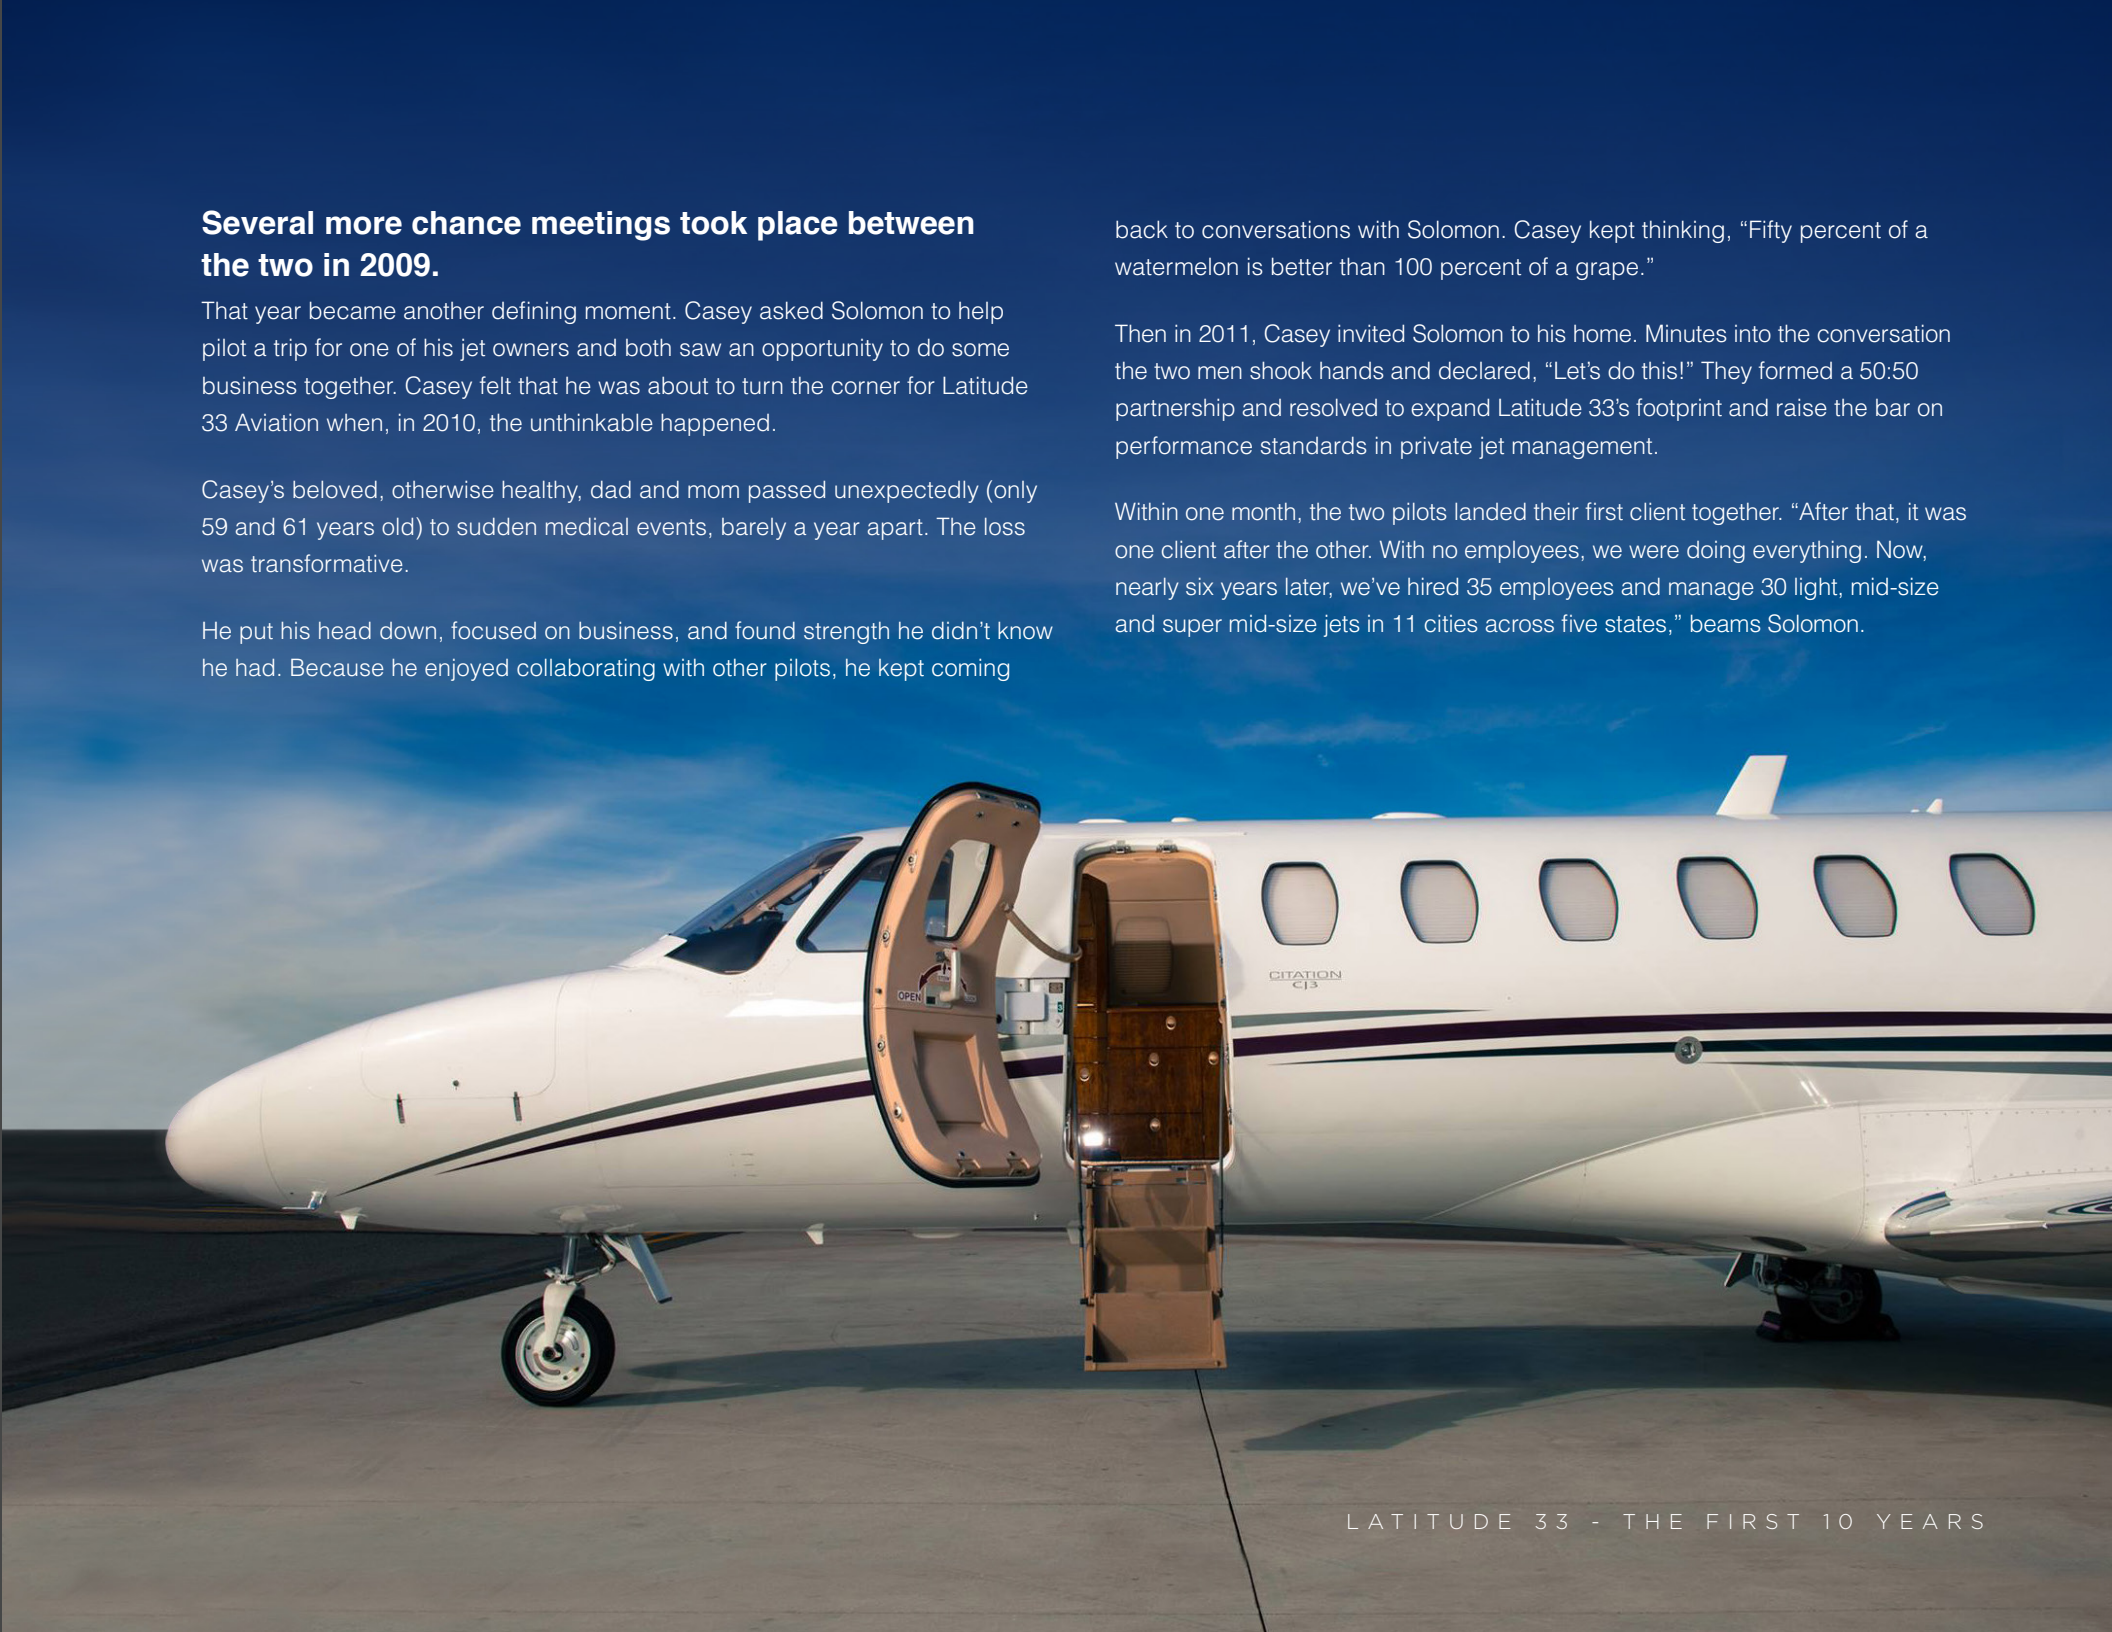 Several more chance meetings took place between
the two in 2009.
That year became another defining moment. Casey asked Solomon to help
pilot a trip for one of his jet owners and both saw an opportunity to do some
business together. Casey felt that he was about to turn the corner for Latitude
33 Aviation when, in 2010, the unthinkable happened.
Casey’s beloved, otherwise healthy, dad and mom passed unexpectedly (only
59 and 61 years old) to sudden medical events, barely a year apart. The loss
was transformative.
He put his head down, focused on business, and found strength he didn’t know
he had. Because he enjoyed collaborating with other pilots, he kept coming
back to conversations with Solomon. Casey kept thinking, “Fifty percent of a
watermelon is better than 100 percent of a grape.”
Then in 2011, Casey invited Solomon to his home. Minutes into the conversation
the two men shook hands and declared, “Let’s do this!” They formed a 50:50
partnership and resolved to expand Latitude 33’s footprint and raise the bar on
performance standards in private jet management.
Within one month, the two pilots landed their first client together. “After that, it was
one client after the other. With no employees, we were doing everything. Now,
nearly six years later, we’ve hired 35 employees and manage 30 light, mid-size
and super mid-size jets in 11 cities across five states,” beams Solomon.
OPEN
CITATION
CJ3
LATITUDE 33 - THE FIRST 10 YEARS